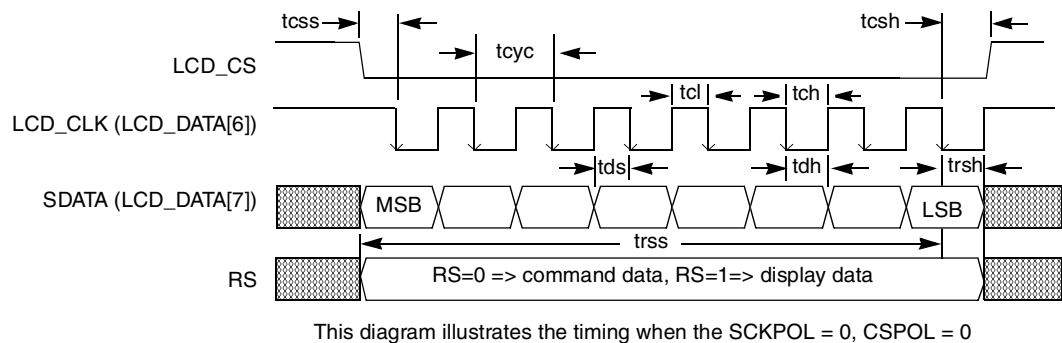 tcss
tcsh
tcyc
LCD_CS
tcl
tch
LCD_CLK (LCD_DATA[6])
tds
tdh
trsh
SDATA (LCD_DATA[7])
MSB
LSB
trss
RS
RS=0 => command data, RS=1=> display data
This diagram illustrates the timing when the SCKPOL = 0, CSPOL = 0